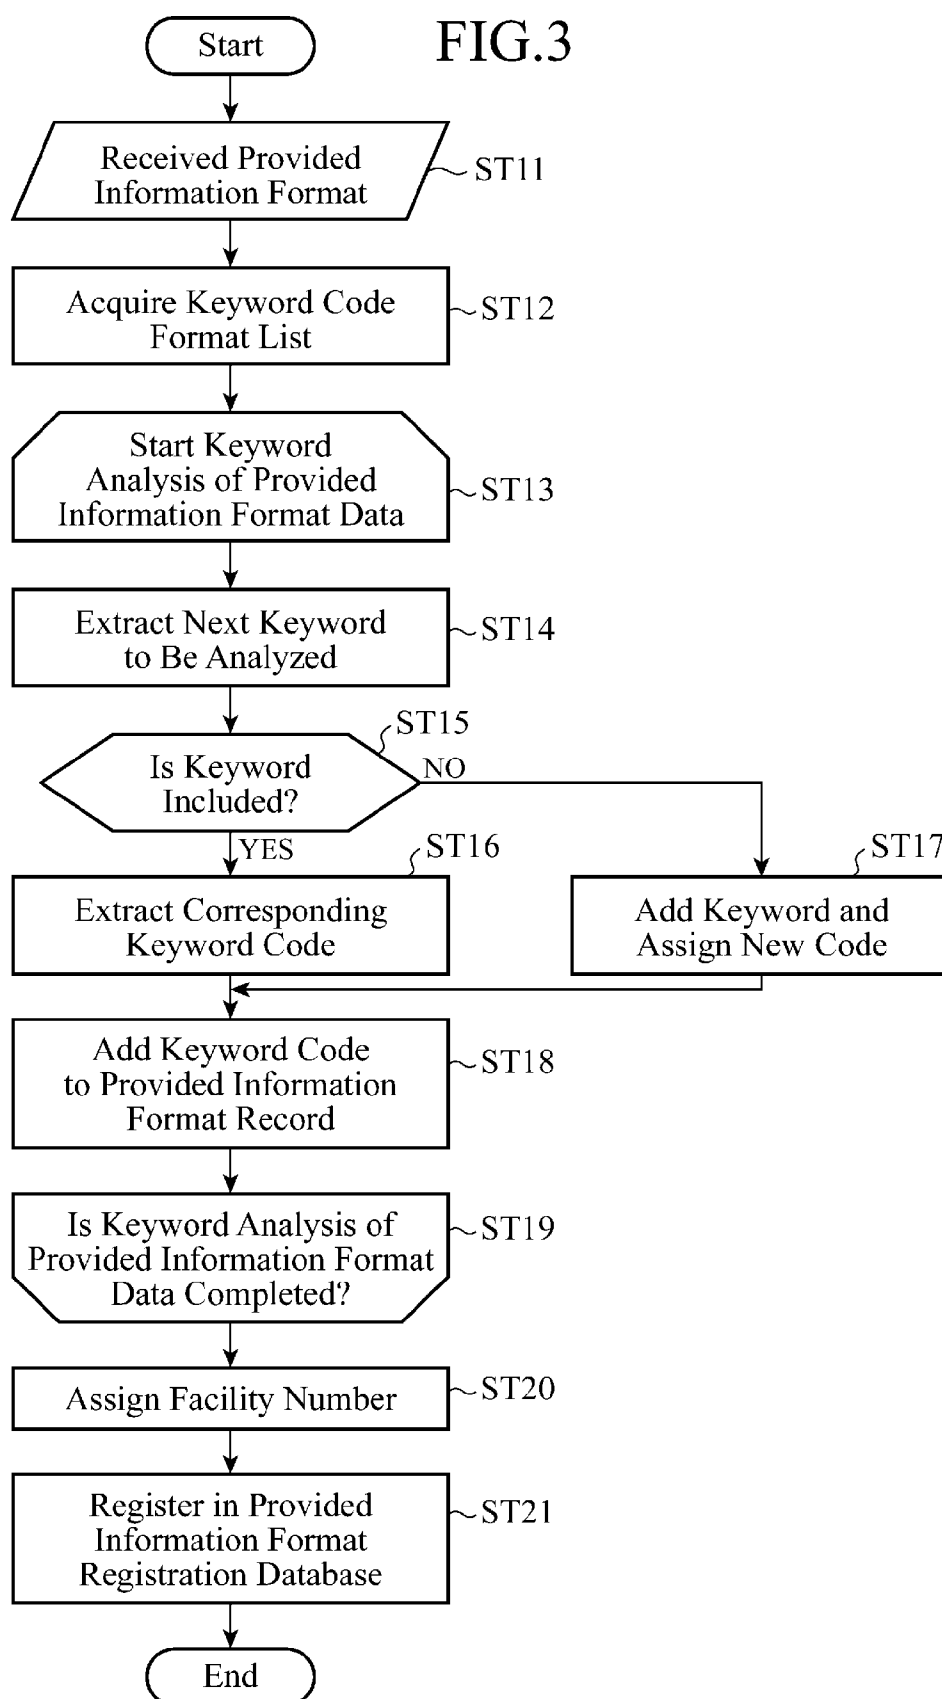 FIG.3
Start
Received Provided
Information Format
ST11
Acquire Keyword Code
Format List
ST12
Start Keyword
Analysis of Provided
Information Format Data
ST13
Extract Next Keyword
to Be Analyzed
ST14
ST15
Is Keyword
Included?
NO
YES
ST16
Extract Corresponding
Keyword Code
ST17
Add Keyword and
Assign New Code
Add Keyword Code
to Provided Information
Format Record
ST18
Is Keyword Analysis of
Provided Information Format
Data Completed?
ST19
Assign Facility Number
ST20
Register in Provided
Information Format
Registration Database
ST21
End